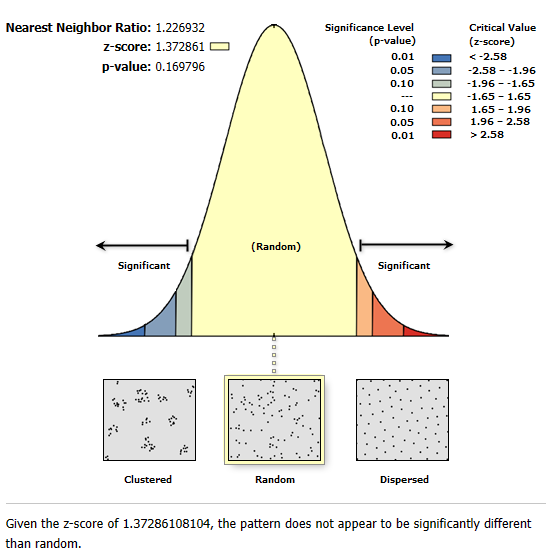 Nearest Neighbor Ratio: 1.226932
z-score: 1.372861
p-value: 0.169796
Significance Level
(p-value)
Critical Value
(z-score)
0.01 < -2.58
0.05 -2.58 – -1.96
0.10 -1.96 – -1.65
--- -1.65 – 1.65
0.10 1.65 – 1.96
0.05 1.96 – 2.58
0.01 > 2.58
(Random)
Significant
Significant
Clustered
Random
Dispersed
Given the z-score of 1.37286108104, the pattern does not appear to be significantly different
than random.